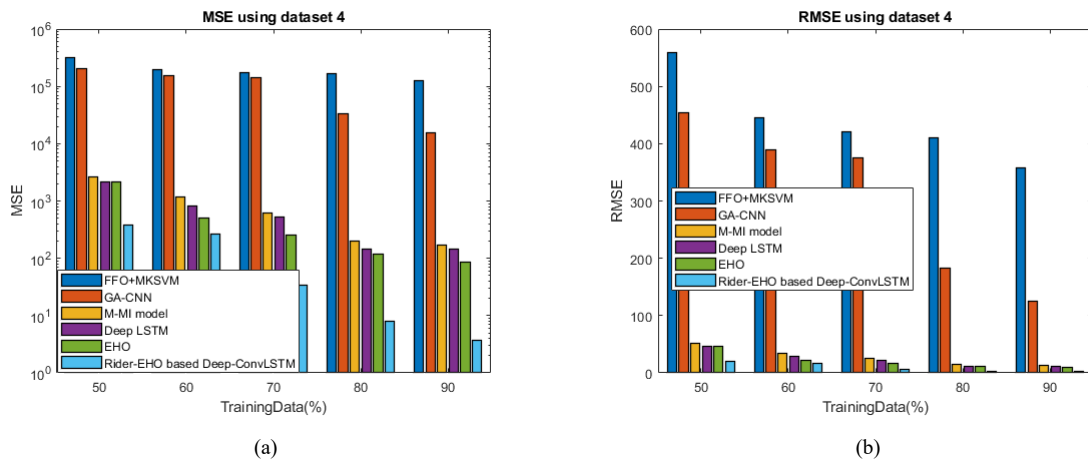 MSE using dataset 4
10^6
10^5
10^4
10^3
10^2
10^1
10^0
MSE
FFO+MKSVM
GA-CNN
M-MI model
Deep LSTM
EHO
Rider-EHO based Deep-ConvLSTM
50 60 70 80 90
TrainingData(%)
(a)
RMSE using dataset 4
600
500
400
300
200
100
0
RMSE
FFO+MKSVM
GA-CNN
M-MI model
Deep LSTM
EHO
Rider-EHO based Deep-ConvLSTM
50 60 70 80 90
TrainingData(%)
(b)